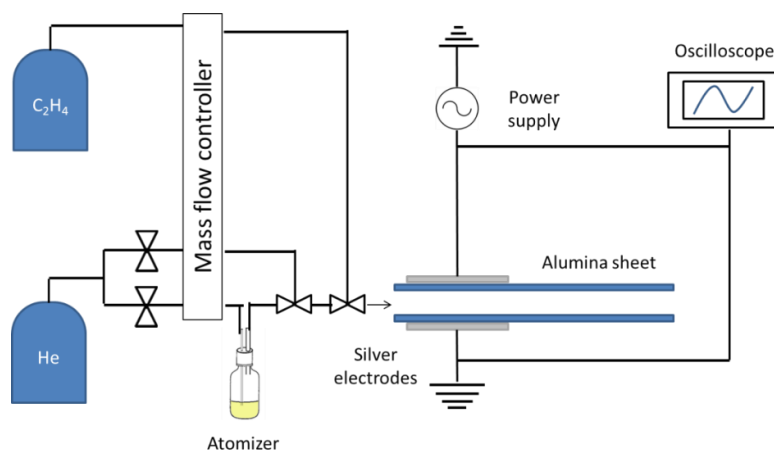 C₂H₄
Mass flow controller
He
Atomizer
Power
supply
Oscilloscope
Alumina sheet
Silver
electrodes